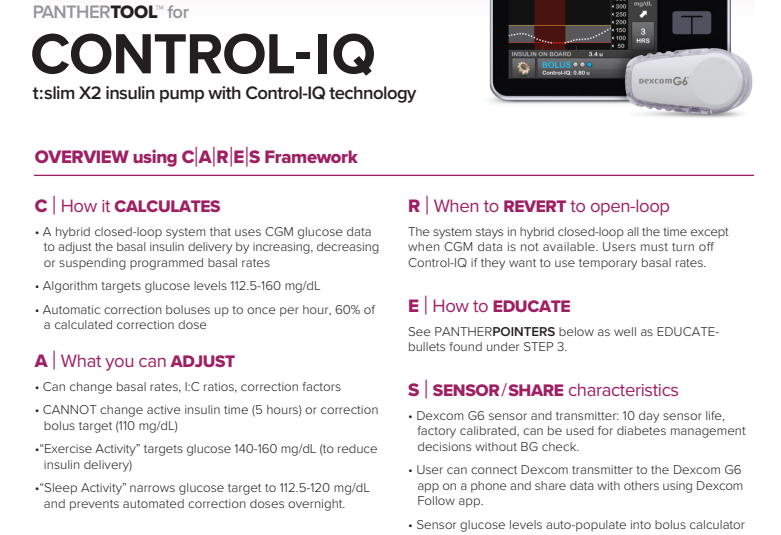 PANTHERTOOL™ for
CONTROL-IQ
t:slim X2 insulin pump with Control-IQ technology
300
250
200
150
100
50
mg/dL
3
HRS
INSULIN ON BOARD 3.4 u
BOLUS
Control-IQ: 0.80 u
Dexcom G6
OVERVIEW using C|A|R|E|S Framework
C | How it CALCULATES
• A hybrid closed-loop system that uses CGM glucose data
to adjust the basal insulin delivery by increasing, decreasing
or suspending programmed basal rates
• Algorithm targets glucose levels 112.5-160 mg/dL
• Automatic correction boluses up to once per hour, 60% of
a calculated correction dose
A | What you can ADJUST
• Can change basal rates, I:C ratios, correction factors
• CANNOT change active insulin time (5 hours) or correction
bolus target (110 mg/dL)
•“Exercise Activity” targets glucose 140-160 mg/dL (to reduce
insulin delivery)
•“Sleep Activity” narrows glucose target to 112.5-120 mg/dL
and prevents automated correction doses overnight.
R | When to REVERT to open-loop
The system stays in hybrid closed-loop all the time except
when CGM data is not available. Users must turn off
Control-IQ if they want to use temporary basal rates.
E | How to EDUCATE
See PANTHERPOINTERS below as well as EDUCATE-
bullets found under STEP 3.
S | SENSOR/SHARE characteristics
• Dexcom G6 sensor and transmitter: 10 day sensor life,
factory calibrated, can be used for diabetes management
decisions without BG check.
• User can connect Dexcom transmitter to the Dexcom G6
app on a phone and share data with others using Dexcom
Follow app.
• Sensor glucose levels auto-populate into bolus calculator